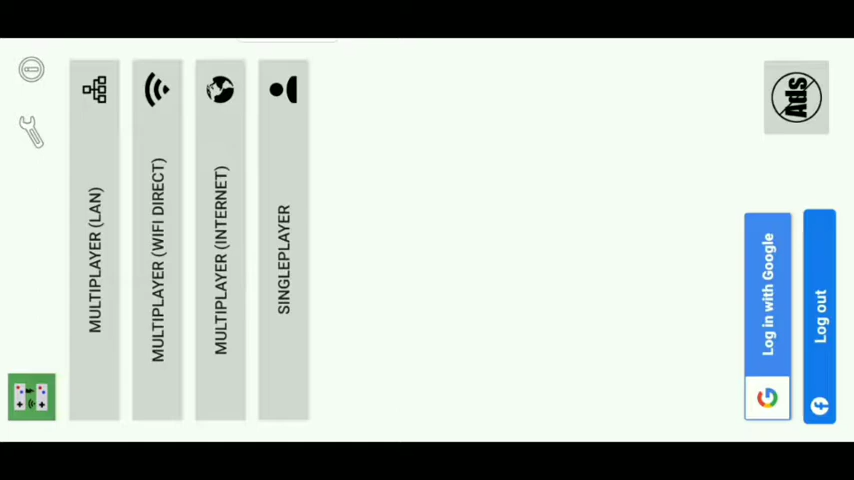 MULTIPLAYER (LAN)
MULTIPLAYER (WIFI DIRECT)
MULTIPLAYER (INTERNET)
SINGLEPLAYER
Ads
Log in with Google
Log out